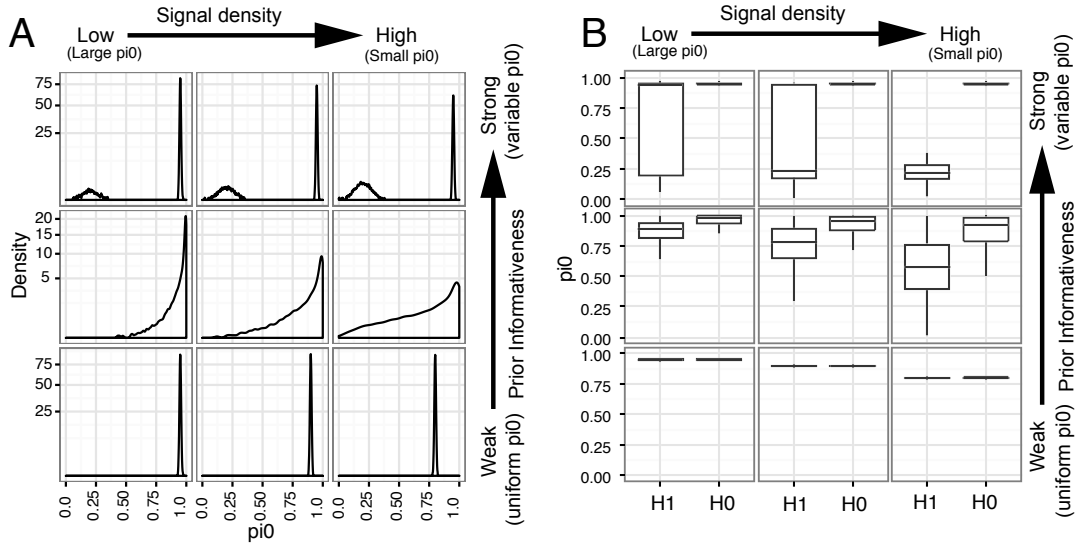 A
Signal density
Low
(Large pi0)
High
(Small pi0)
75
50
25
20
15
10
5
75
50
25
Density
0.0
0.25
0.50
0.75
1.0
0.0
0.25
0.50
0.75
1.0
0.0
0.25
0.50
0.75
1.0
pi0
Strong
(variable pi0)
Prior Informativeness
Weak
(uniform pi0)
B
Signal density
Low
(Large pi0)
High
(Small pi0)
1.00
0.75
0.50
0.25
0.00
1.00
0.75
0.50
0.25
0.00
1.00
0.75
0.50
0.25
0.00
pi0
H1 H0 H1 H0 H1 H0
Strong
(variable pi0)
Prior Informativeness
Weak
(uniform pi0)